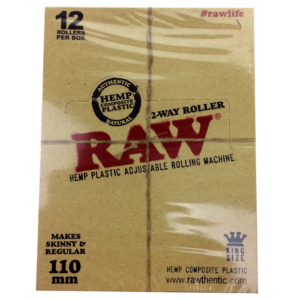 #rawlife
12
ROLLERS
PER BOX
AUTHENTIC
HEMP
COMPOSITE
PLASTIC
NATURAL
2-WAY ROLLER
RAW®
HEMP PLASTIC ADJUSTABLE ROLLING MACHINE
MAKES
SKINNY &
REGULAR
110
mm
KING
SIZE
HEMP COMPOSITE PLASTIC
www.rawthentic.com